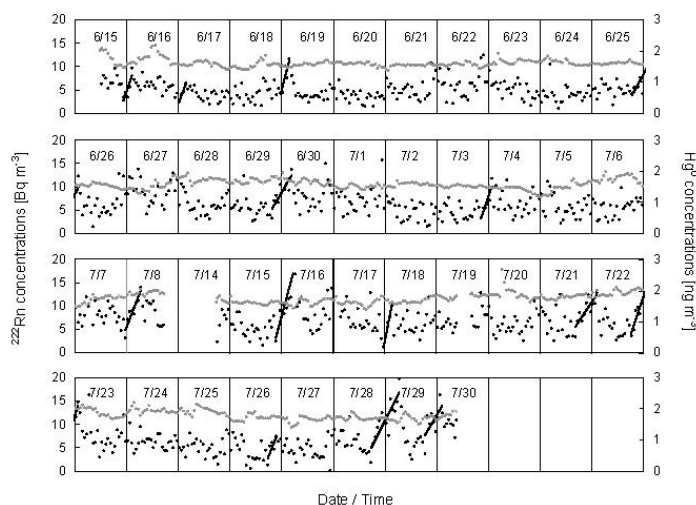 20 15 10 5 0
6/15 6/16 6/17 6/18 6/19 6/20 6/21 6/22 6/23 6/24 6/25
3 2 1 0
20 15 10 5 0
6/26 6/27 6/28 6/29 6/30 7/1 7/2 7/3 7/4 7/5 7/6
3 2 1 0
20 15 10 5 0
7/7 7/8 7/14 7/15 7/16 7/17 7/18 7/19 7/20 7/21 7/22
3 2 1 0
20 15 10 5 0
7/23 7/24 7/25 7/26 7/27 7/28 7/29 7/30
3 2 1 0
²²²Rn concentrations [Bq m⁻³]
Hg⁰ concentrations [ng m⁻³]
Date / Time